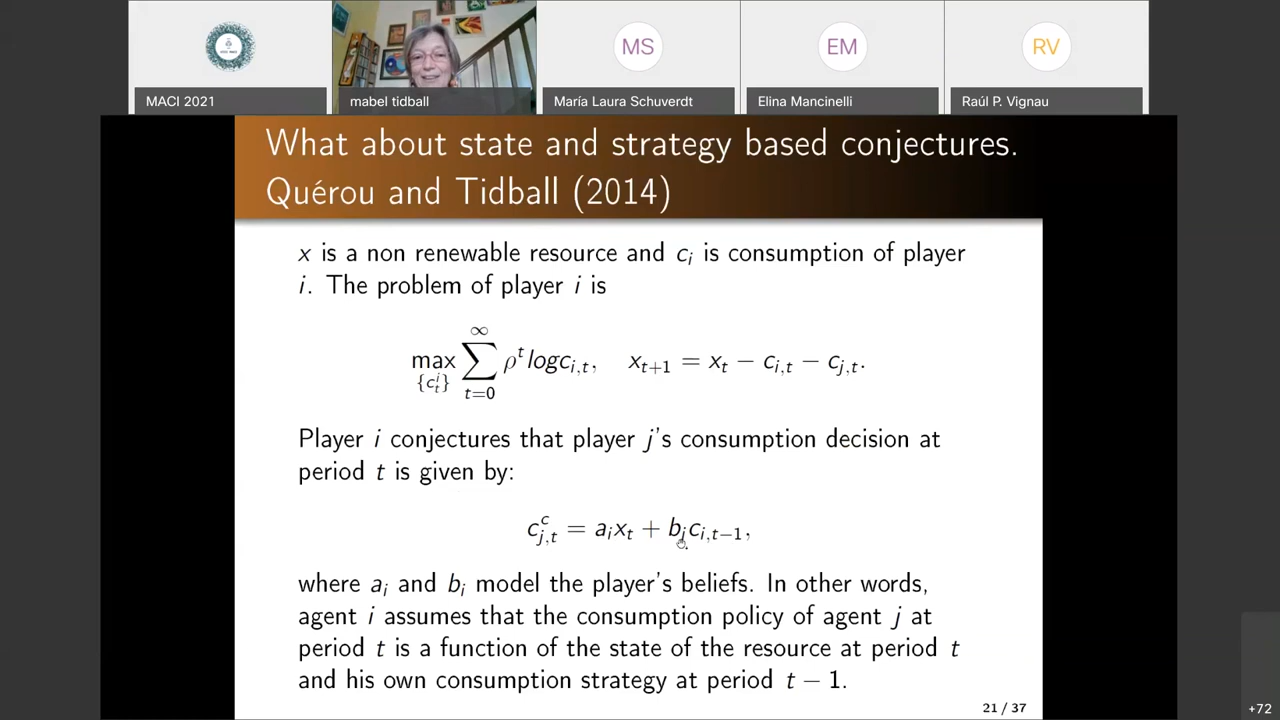 MS
EM
RV
MACI 2021
mabel tidball
María Laura Schuverdt
Elina Mancinelli
Raúl P. Vignau
What about state and strategy based conjectures.
Quérou and Tidball (2014)
x is a non renewable resource and c_i is consumption of player
i. The problem of player i is
max_{c_t^i} ∑_{t=0}^∞ ρ^t logc_{i,t},   x_{t+1} = x_t − c_{i,t} − c_{j,t}.
Player i conjectures that player j's consumption decision at
period t is given by:
c^c_{j,t} = a_i x_t + b_i c_{i,t−1},
where a_i and b_i model the player's beliefs. In other words,
agent i assumes that the consumption policy of agent j at
period t is a function of the state of the resource at period t
and his own consumption strategy at period t − 1.
21 / 37
+72